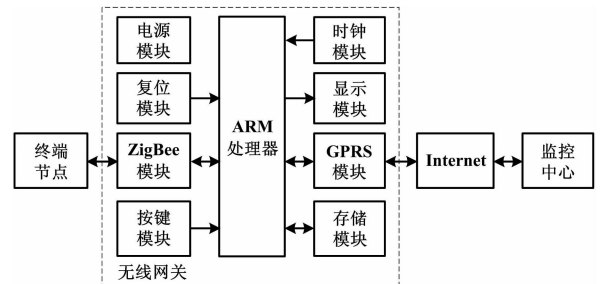 电源
模块
时钟
模块
复位
模块
显示
模块
ARM
处理器
终端
节点
ZigBee
模块
GPRS
模块
Internet
监控
中心
按键
模块
存储
模块
无线网关